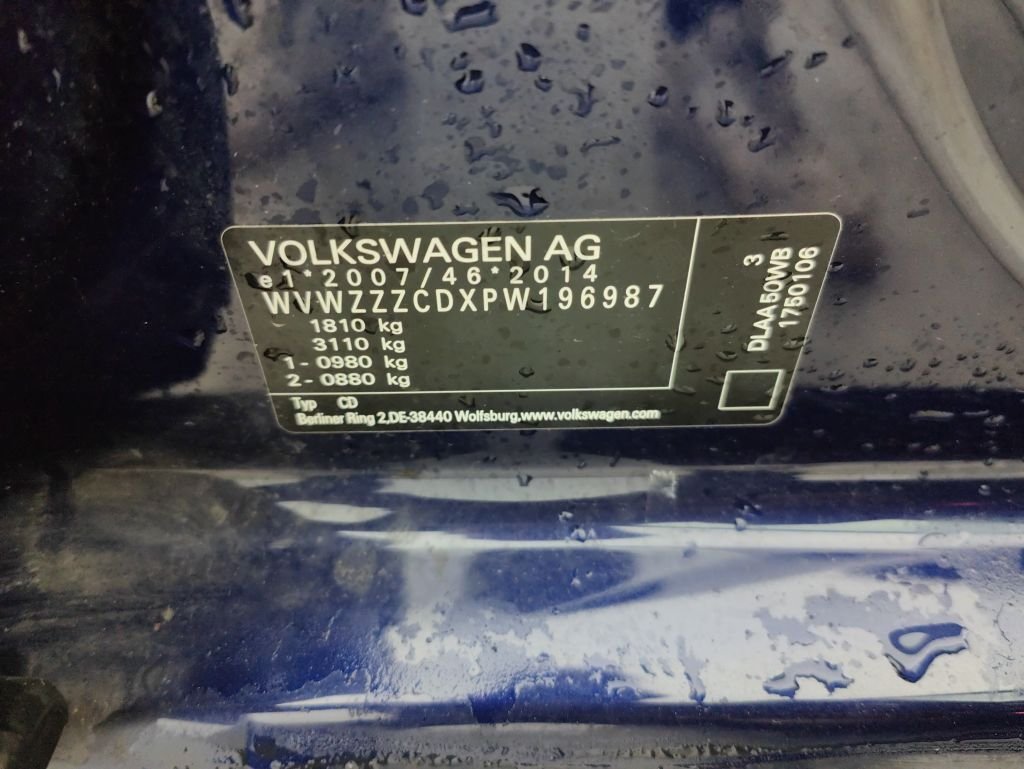 VOLKSWAGEN AG
e1*2007/46*2014
WVWZZZCDXPW196987
1810 kg
3110 kg
1- 0980 kg
2- 0880 kg
Typ CD
Berliner Ring 2,DE-38440 Wolfsburg,www.volkswagen.com
3
DLAA50WB
1750106